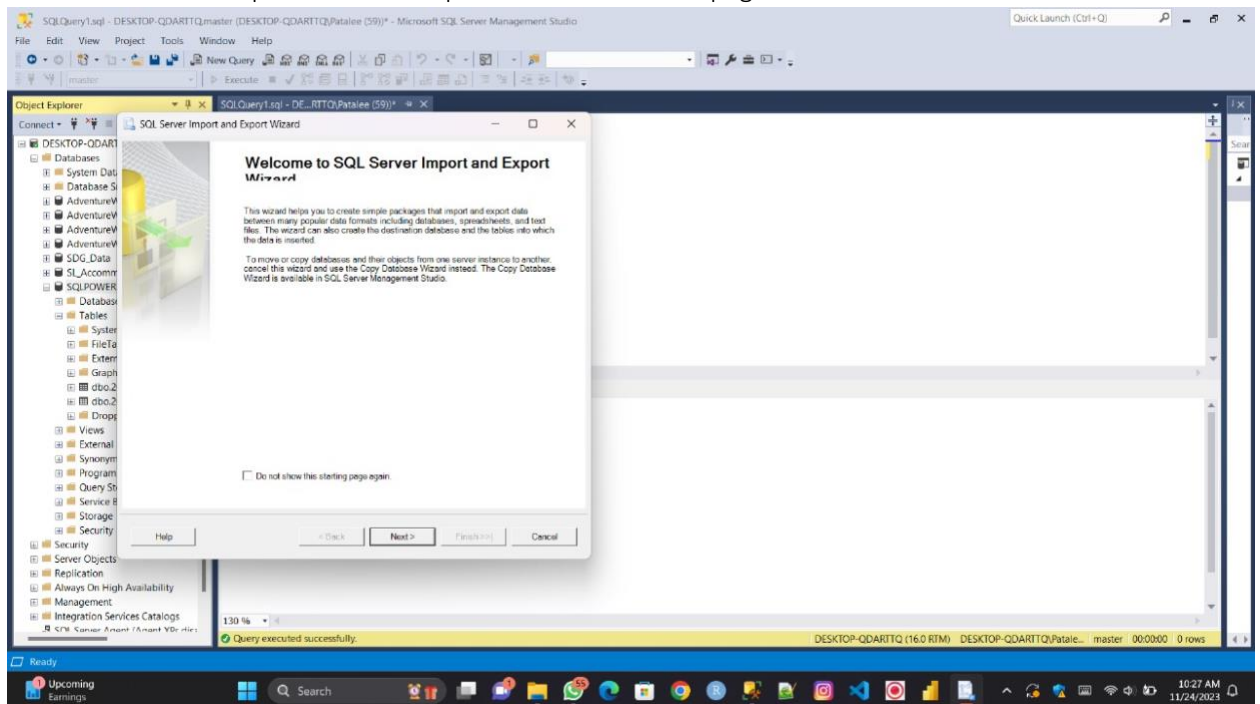 SQLQuery1.sql - DESKTOP-QDARTTQ.master (DESKTOP-QDARTTQ\Patalee (59))* - Microsoft SQL Server Management Studio
Quick Launch (Ctrl+Q)
File Edit View Project Tools Window Help
New Query
master
Execute
Object Explorer
SQLQuery1.sql - DE...RTTQ\Patalee (59))*
Connect
SQL Server Import and Export Wizard
Sear
DESKTOP-QDART
Databases
System Dat
Database S
AdventureW
AdventureW
AdventureW
AdventureW
SDG_Data
SL_Accomm
SQLPOWER
Databas
Tables
System
FileTa
Extern
Graph
dbo.2
dbo.2
Dropp
Views
External
Synonym
Program
Query St
Service B
Storage
Security
Security
Server Objects
Replication
Always On High Availability
Management
Integration Services Catalogs
SQL Server Agent (Agent XPs dis
Welcome to SQL Server Import and Export
Wizard
This wizard helps you to create simple packages that import and export data
between many popular data formats including databases, spreadsheets, and text
files. The wizard can also create the destination database and the tables into which
the data is inserted.
To move or copy databases and their objects from one server instance to another,
cancel this wizard and use the Copy Database Wizard instead. The Copy Database
Wizard is available in SQL Server Management Studio.
Do not show this starting page again.
Help < Back Next > Finish >>| Cancel
130 %
Query executed successfully.
DESKTOP-QDARTTQ (16.0 RTM) DESKTOP-QDARTTQ\Patale... master 00:00:00 0 rows
Ready
Upcoming
Earnings
Search
55
10:27 AM
11/24/2023